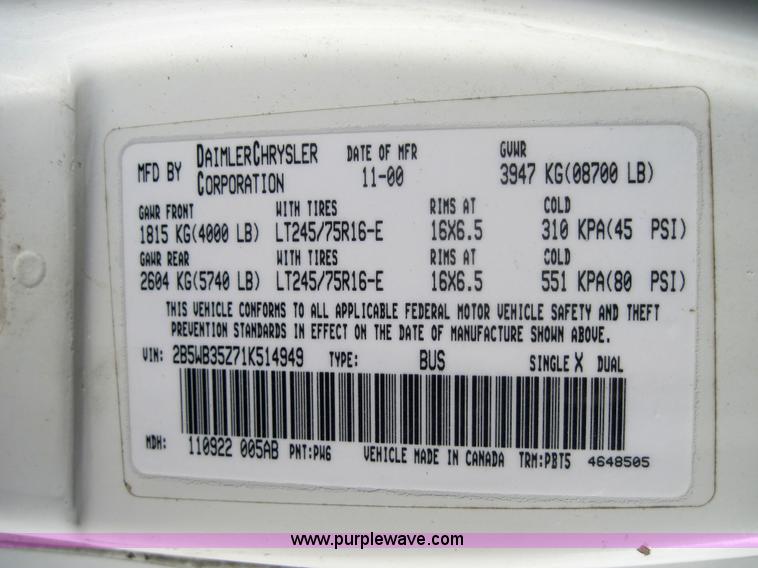 MFD BY DAIMLERCHRYSLER CORPORATION DATE OF MFR 11-00 GVWR 3947 KG(08700 LB)
GAWR FRONT WITH TIRES RIMS AT COLD
1815 KG(4000 LB) LT245/75R16-E 16X6.5 310 KPA(45 PSI)
GAWR REAR WITH TIRES RIMS AT COLD
2604 KG(5740 LB) LT245/75R16-E 16X6.5 551 KPA(80 PSI)
THIS VEHICLE CONFORMS TO ALL APPLICABLE FEDERAL MOTOR VEHICLE SAFETY AND THEFT
PREVENTION STANDARDS IN EFFECT ON THE DATE OF MANUFACTURE SHOWN ABOVE.
VIN: 2B5WB35Z71K514949 TYPE: BUS SINGLE X DUAL
MDH: 110922 005AB PNT:PW6 VEHICLE MADE IN CANADA TRM:PBT5 4648505
www.purplewave.com